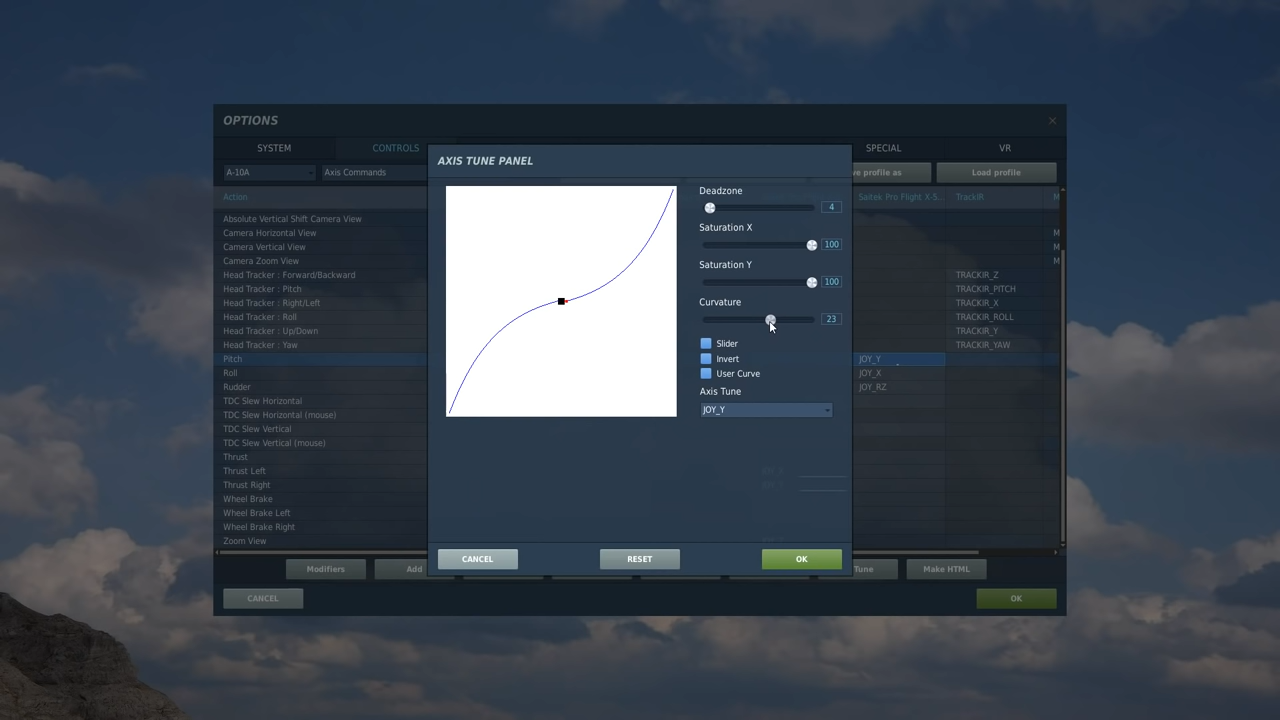 OPTIONS
SYSTEM CONTROLS SPECIAL VR
A-10A Axis Commands ve profile as Load profile
AXIS TUNE PANEL
Action Saitek Pro Flight X-5... TrackIR M
Absolute Vertical Shift Camera View
Camera Horizontal View M
Camera Vertical View M
Camera Zoom View M
Head Tracker : Forward/Backward TRACKIR_Z
Head Tracker : Pitch TRACKIR_PITCH
Head Tracker : Right/Left TRACKIR_X
Head Tracker : Roll TRACKIR_ROLL
Head Tracker : Up/Down TRACKIR_Y
Head Tracker : Yaw TRACKIR_YAW
Pitch JOY_Y
Roll JOY_X
Rudder JOY_RZ
TDC Slew Horizontal
TDC Slew Horizontal (mouse)
TDC Slew Vertical
TDC Slew Vertical (mouse)
Thrust
Thrust Left
Thrust Right
Wheel Brake
Wheel Brake Left
Wheel Brake Right
Zoom View
Deadzone
4
Saturation X
100
Saturation Y
100
Curvature
23
Slider
Invert
User Curve
Axis Tune
JOY_Y
CANCEL RESET OK
Modifiers Add Tune Make HTML
CANCEL OK